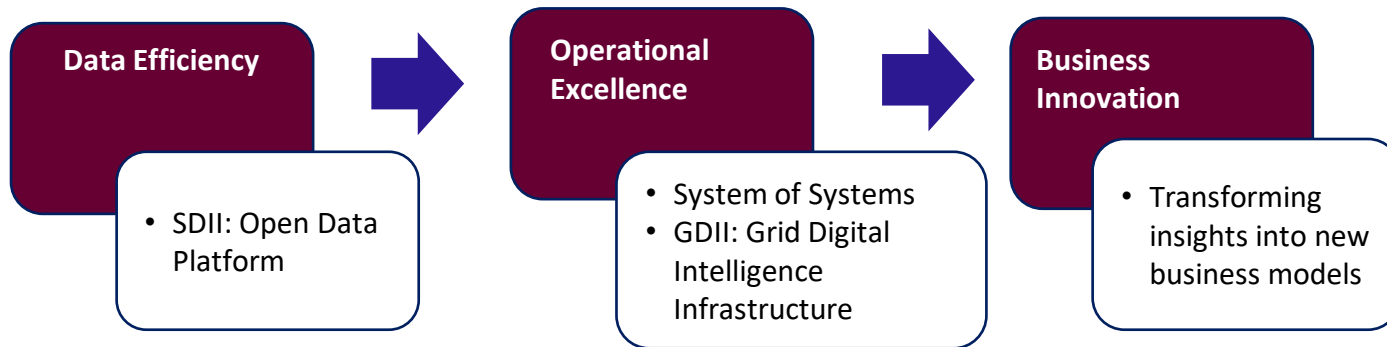 Data Efficiency
• SDII: Open Data
Platform
Operational
Excellence
• System of Systems
• GDII: Grid Digital
Intelligence
Infrastructure
Business
Innovation
• Transforming
insights into new
business models